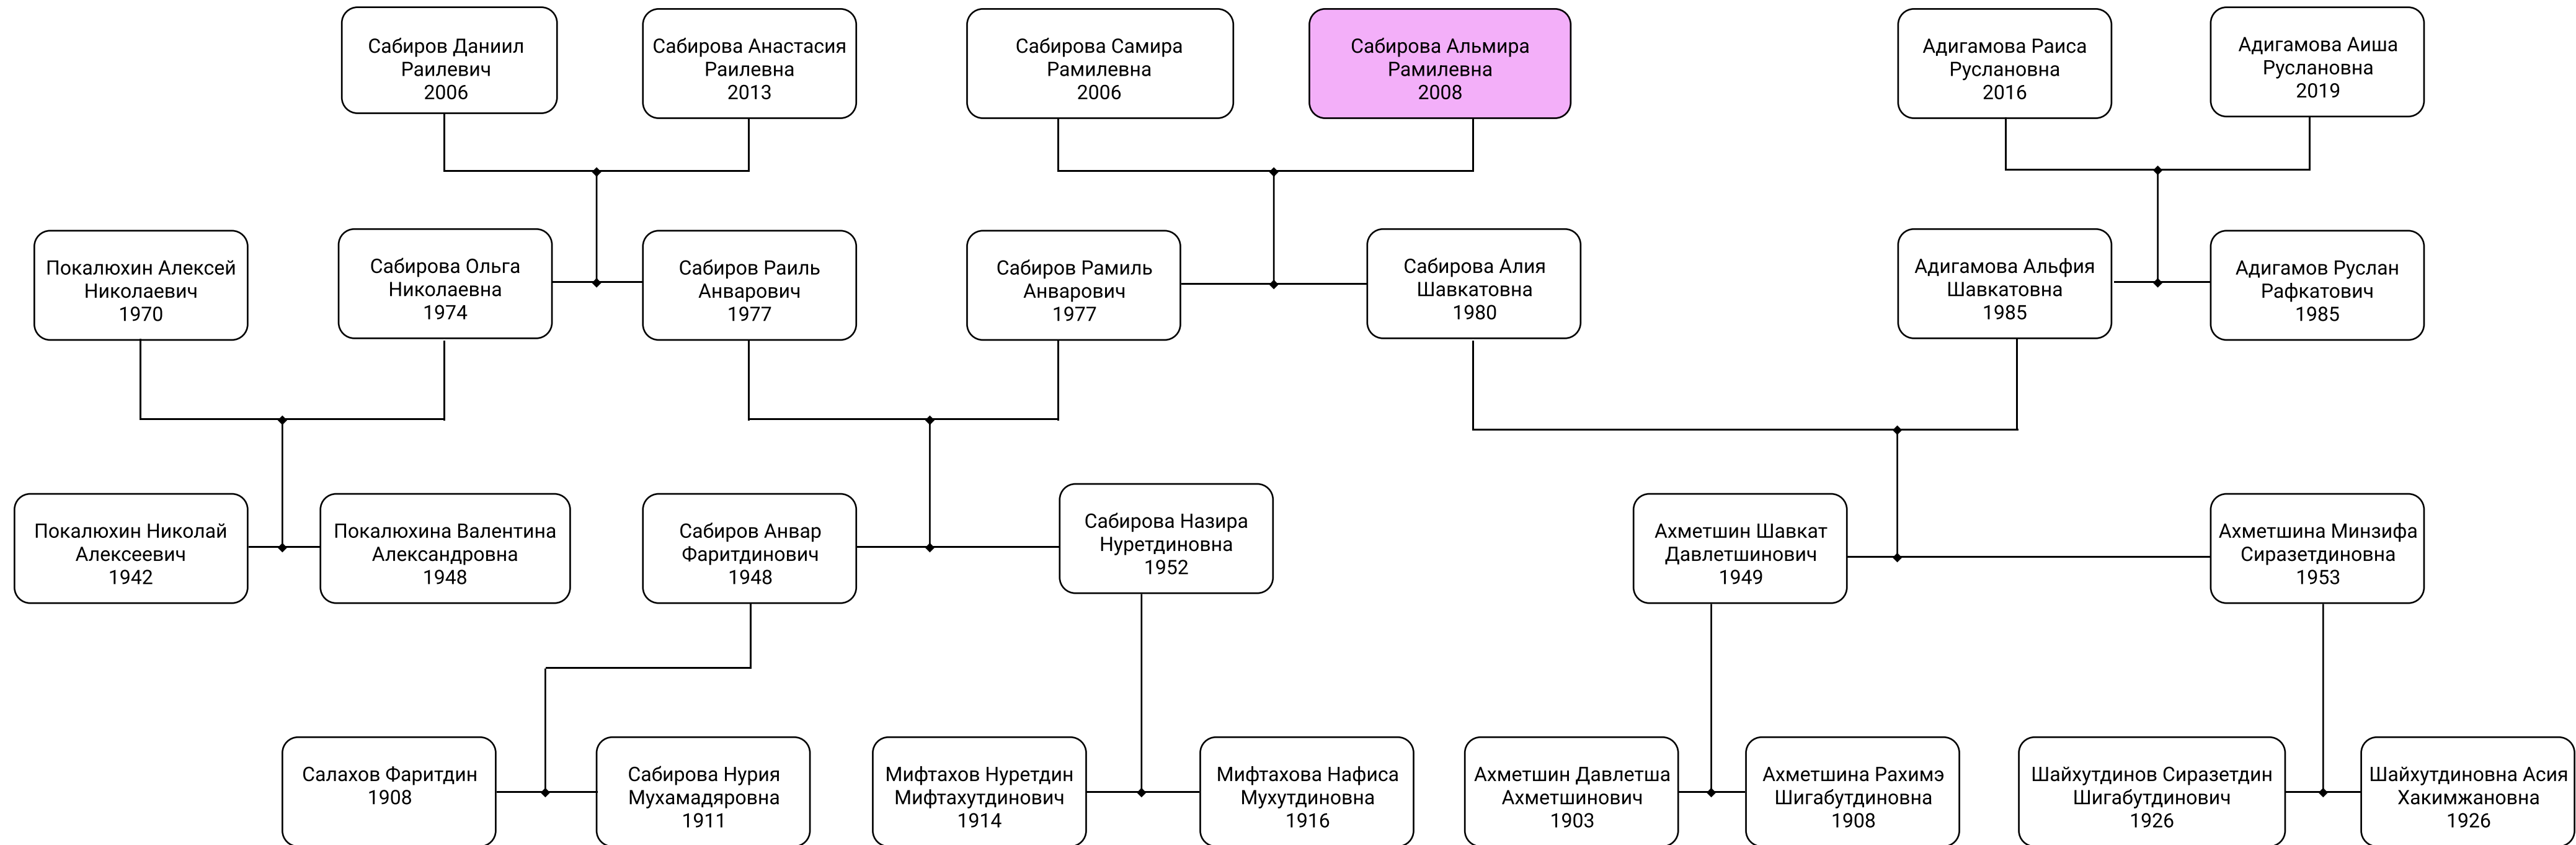 Сабиров Даниил
Раилевич
2006
Сабирова Анастасия
Раилевна
2013
Сабирова Самира
Рамилевна
2006
Сабирова Альмира
Рамилевна
2008
Адигамова Раиса
Руслановна
2016
Адигамова Аиша
Руслановна
2019
Покалюхин Алексей
Николаевич
1970
Сабирова Ольга
Николаевна
1974
Сабиров Раиль
Анварович
1977
Сабиров Рамиль
Анварович
1977
Сабирова Алия
Шавкатовна
1980
Адигамова Альфия
Шавкатовна
1985
Адигамов Руслан
Рафкатович
1985
Покалюхин Николай
Алексеевич
1942
Покалюхина Валентина
Александровна
1948
Сабиров Анвар
Фаритдинович
1948
Сабирова Назира
Нуретдиновна
1952
Ахметшин Шавкат
Давлетшинович
1949
Ахметшина Минзифа
Сиразетдиновна
1953
Салахов Фаритдин
1908
Сабирова Нурия
Мухамадяровна
1911
Мифтахов Нуретдин
Мифтахутдинович
1914
Мифтахова Нафиса
Мухутдиновна
1916
Ахметшин Давлетша
Ахметшинович
1903
Ахметшина Рахимэ
Шигабутдиновна
1908
Шайхутдинов Сиразетдин
Шигабутдинович
1926
Шайхутдиновна Асия
Хакимжановна
1926